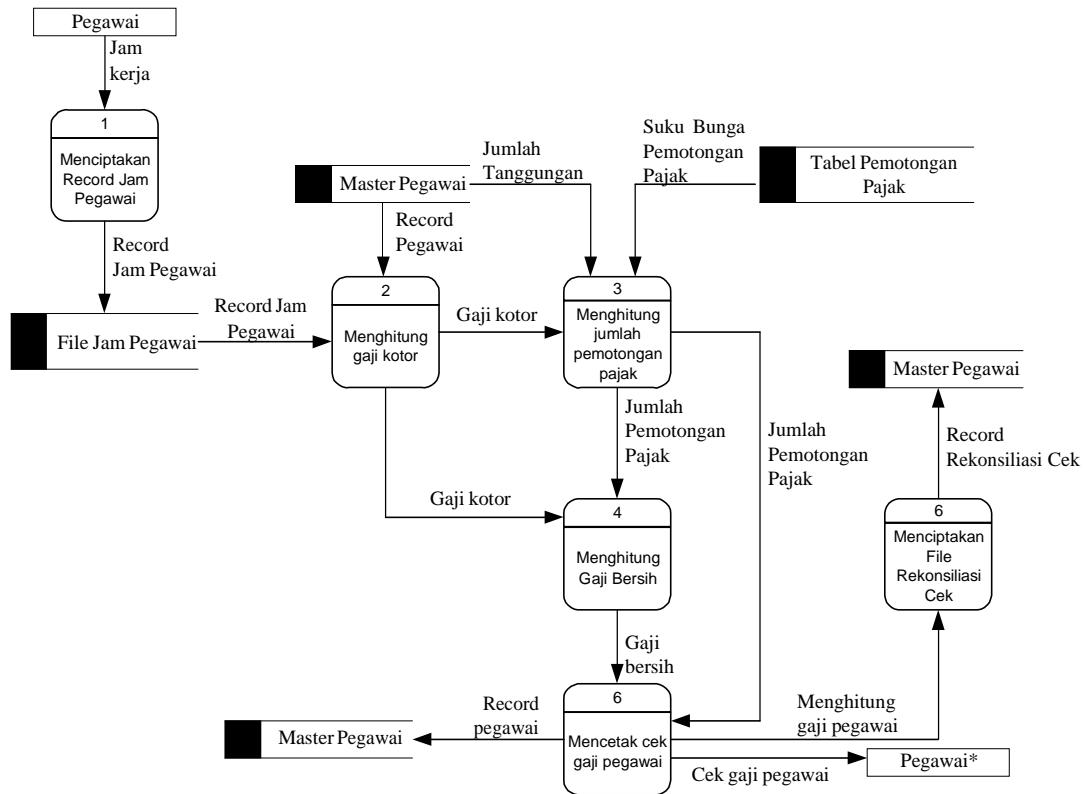 Pegawai
Jam
kerja
1
Menciptakan
Record Jam
Pegawai
Record
Jam Pegawai
File Jam Pegawai
Record Jam
Pegawai
Master Pegawai
Jumlah
Tanggungan
Record
Pegawai
Suku Bunga
Pemotongan
Pajak
Tabel Pemotongan
Pajak
2
Menghitung
gaji kotor
Gaji kotor
3
Menghitung
jumlah
pemotongan
pajak
Jumlah
Pemotongan
Pajak
Jumlah
Pemotongan
Pajak
Gaji kotor
4
Menghitung
Gaji Bersih
Gaji
bersih
Master Pegawai
Record
Rekonsiliasi Cek
6
Menciptakan
File
Rekonsiliasi
Cek
Master Pegawai
Record
pegawai
6
Mencetak cek
gaji pegawai
Menghitung
gaji pegawai
Cek gaji pegawai
Pegawai*